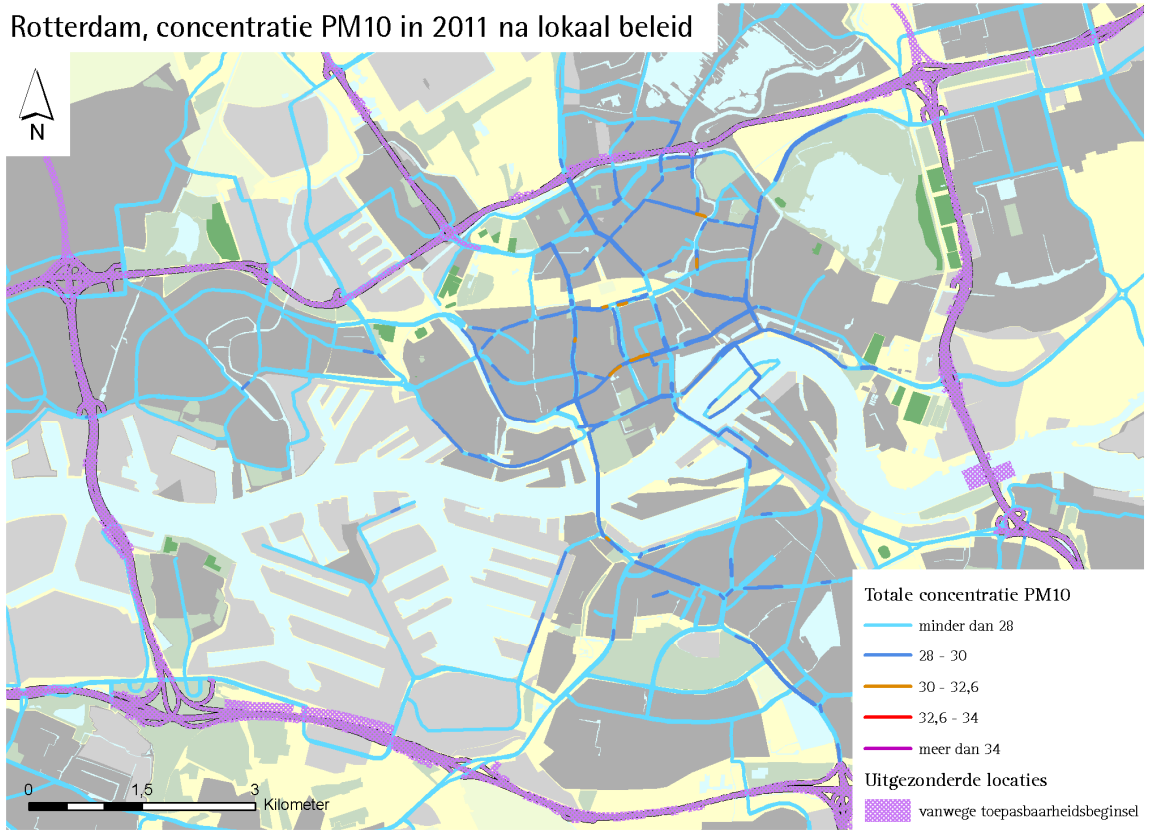 Rotterdam, concentratie PM10 in 2011 na lokaal beleid
N
Totale concentratie PM10
minder dan 28
28 - 30
30 - 32,6
32,6 - 34
meer dan 34
Uitgezonderde locaties
vanwege toepasbaarheidsbeginsel
0 1,5 3
Kilometer